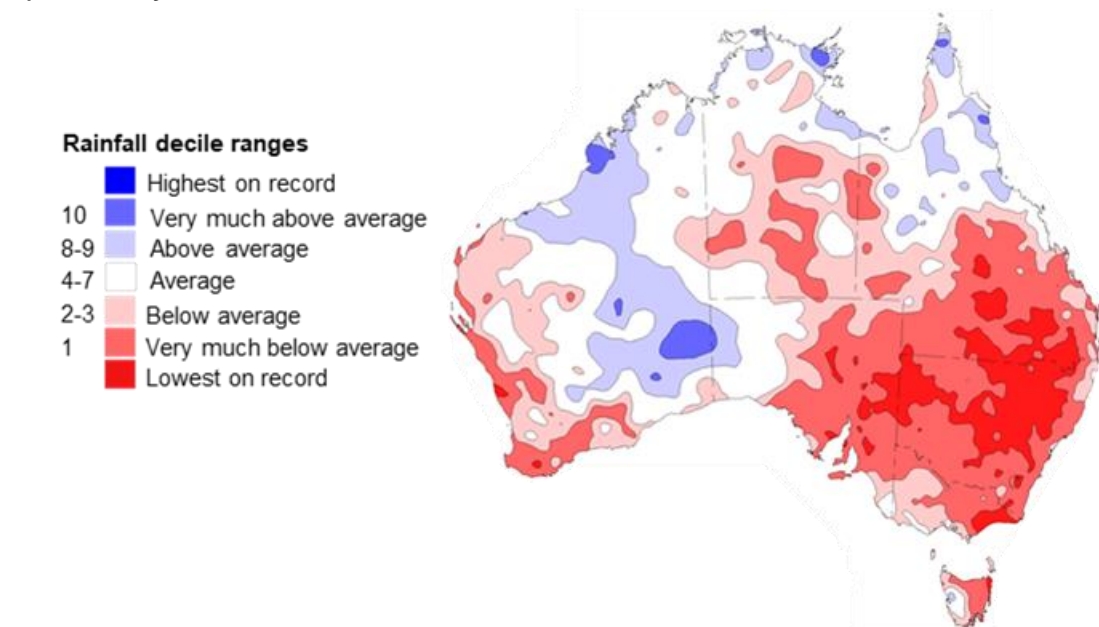 Rainfall decile ranges
Highest on record
10 Very much above average
8-9 Above average
4-7 Average
2-3 Below average
1 Very much below average
Lowest on record